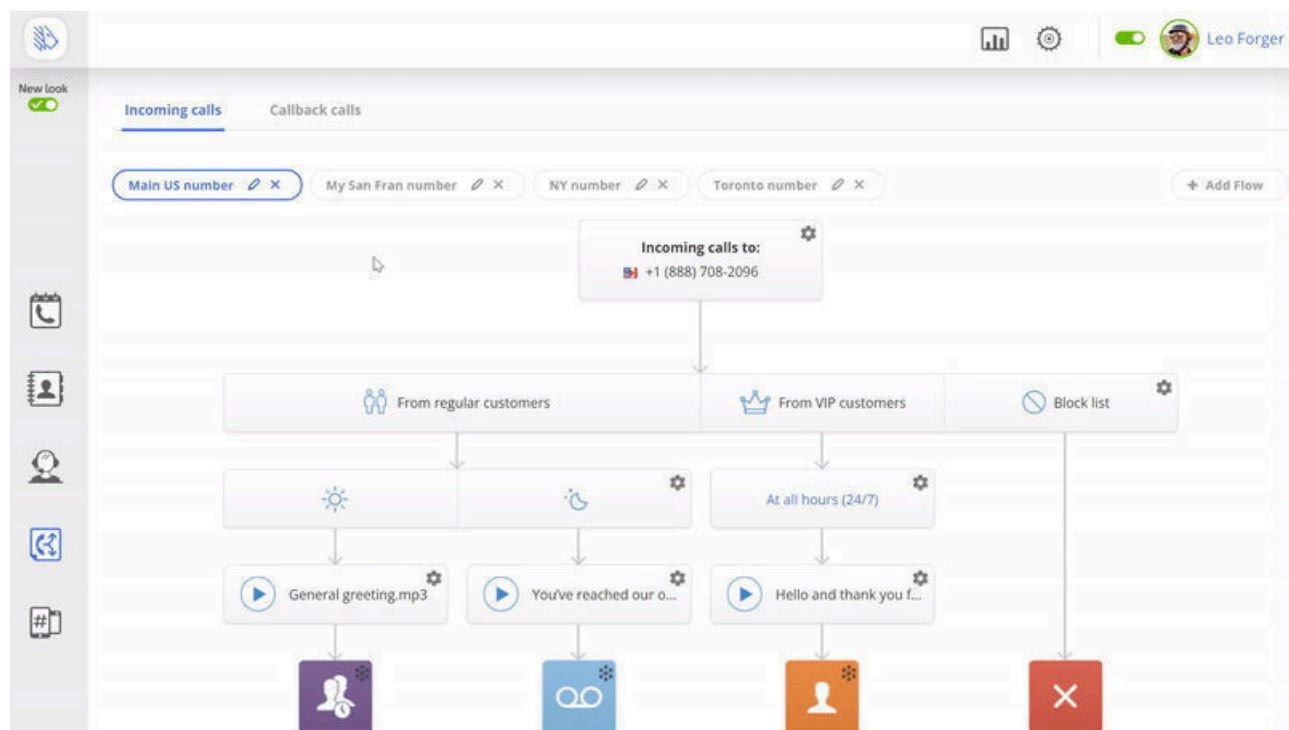 Leo Forger
New Look
Incoming calls
Callback calls
Main US number
My San Fran number
NY number
Toronto number
+ Add Flow
Incoming calls to:
+1 (888) 708-2096
From regular customers
From VIP customers
Block list
At all hours (24/7)
General greeting.mp3
You've reached our o...
Hello and thank you f...
#